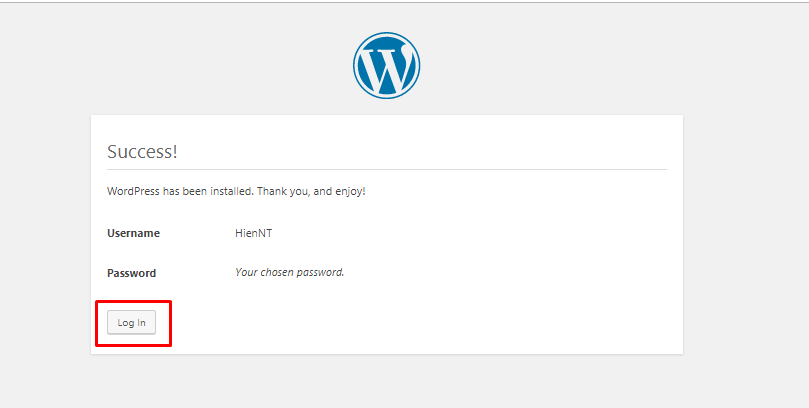 Success!
WordPress has been installed. Thank you, and enjoy!
Username HienNT
Password Your chosen password.
Log In